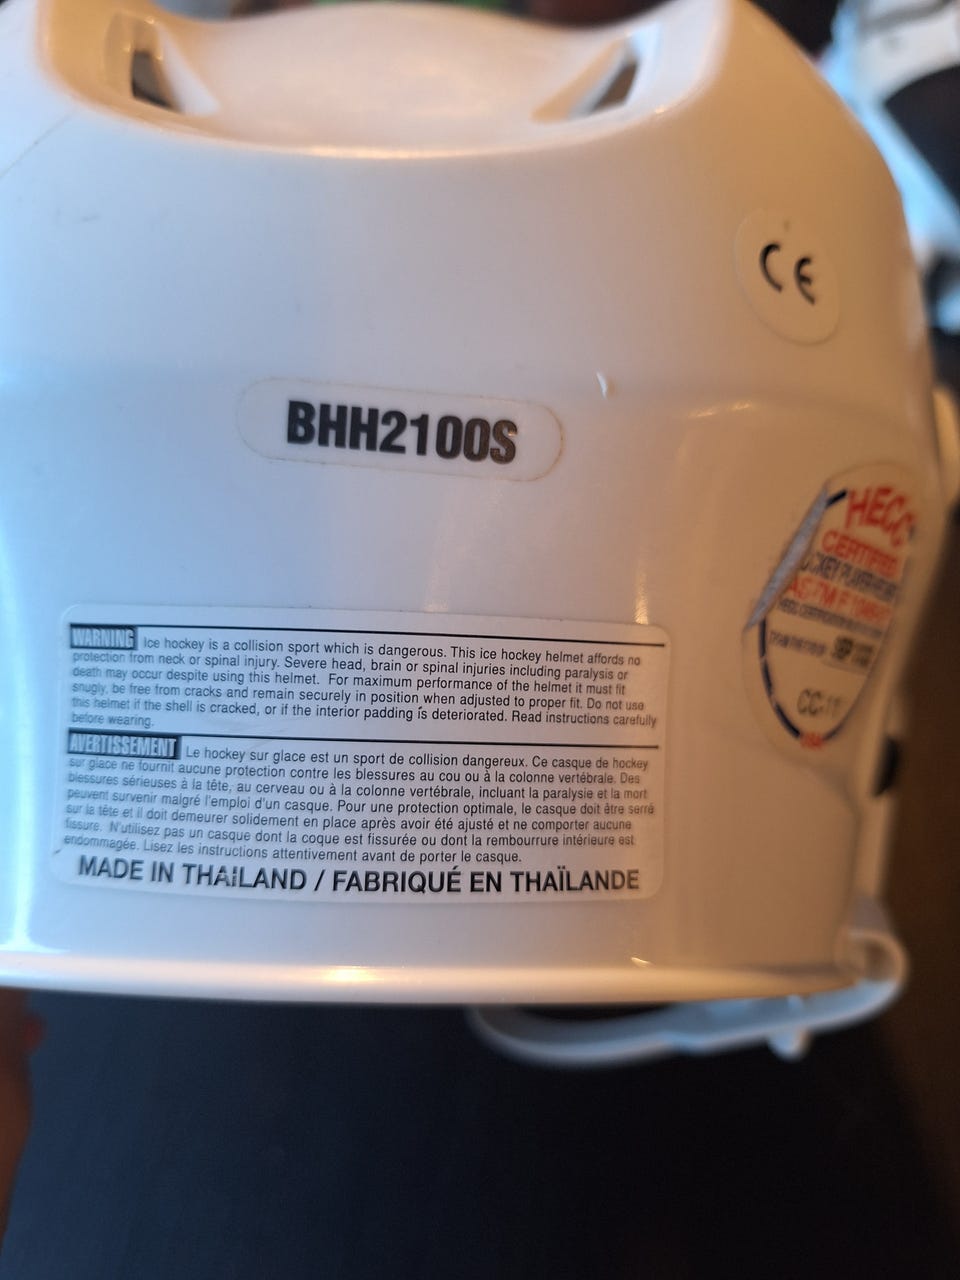 CE
BHH2100S
HECC
CERTIFIED
WARNING Ice hockey is a collision sport which is dangerous. This ice hockey helmet affords no
protection from neck or spinal injury. Severe head, brain or spinal injuries including paralysis or
death may occur despite using this helmet. For maximum performance of the helmet it must fit
snugly, be free from cracks and remain securely in position when adjusted to proper fit. Do not use
this helmet if the shell is cracked, or if the interior padding is deteriorated. Read instructions carefully
before wearing.
AVERTISSEMENT Le hockey sur glace est un sport de collision dangereux. Ce casque de hockey
sur glace ne fournit aucune protection contre les blessures au cou ou à la colonne vertébrale. Des
blessures sérieuses à la tête, au cerveau ou à la colonne vertébrale, incluant la paralysie et la mort
peuvent survenir malgré l'emploi d'un casque. Pour une protection optimale, le casque doit être serré
sur la tête et il doit demeurer solidement en place après avoir été ajusté et ne comporter aucune
fissure. N'utilisez pas un casque dont la coque est fissurée ou dont la rembourrure intérieure est
endommagée. Lisez les instructions attentivement avant de porter le casque.
MADE IN THAILAND / FABRIQUÉ EN THAÏLANDE